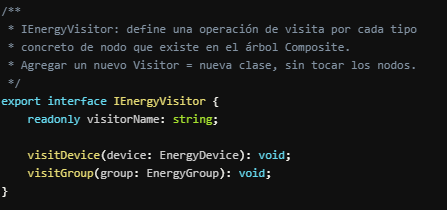 /**
 * IEnergyVisitor: define una operación de visita por cada tipo
 * concreto de nodo que existe en el árbol Composite.
 * Agregar un nuevo Visitor = nueva clase, sin tocar los nodos.
 */
export interface IEnergyVisitor {
    readonly visitorName: string;

    visitDevice(device: EnergyDevice): void;
    visitGroup(group: EnergyGroup): void;
}